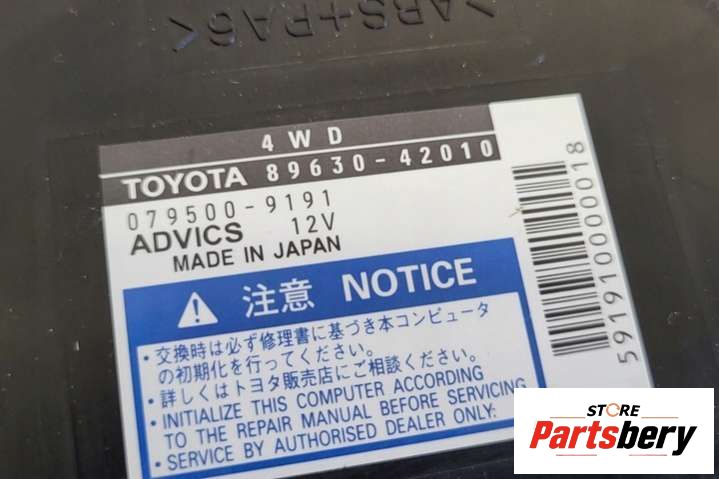 >ABS+PA6<
4WD
TOYOTA 89630-42010
079500-9191
ADVICS 12V
MADE IN JAPAN
注意 NOTICE
・交換時は必ず修理書に基づき本コンピュータ
の初期化を行ってください。
・詳しくはトヨタ販売店にご相談ください。
・INITIALIZE THIS COMPUTER ACCORDING
TO THE REPAIR MANUAL BEFORE SERVICING
・SERVICE BY AUTHORISED DEALER ONLY.
591910000018
STORE
Partsbery